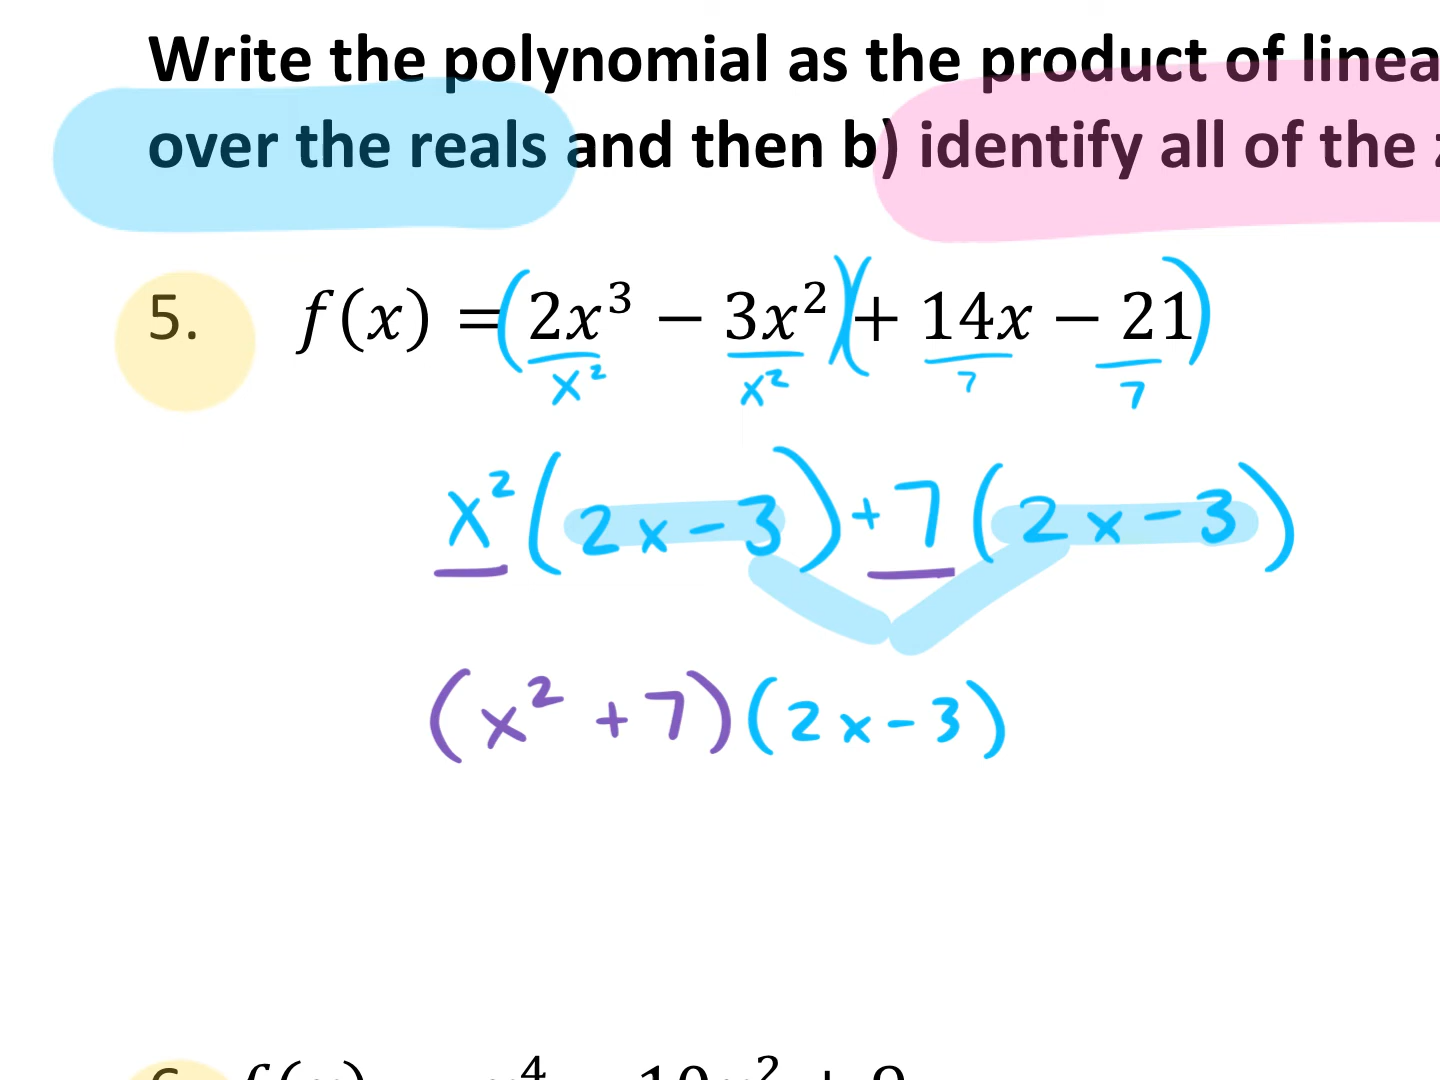 Write the polynomial as the product of linea
over the reals and then b) identify all of the
5. f(x) = (2x³ − 3x²)(+ 14x − 21)
x² x² 7 7
x²(2x−3) + 7(2x−3)
(x² + 7)(2x−3)